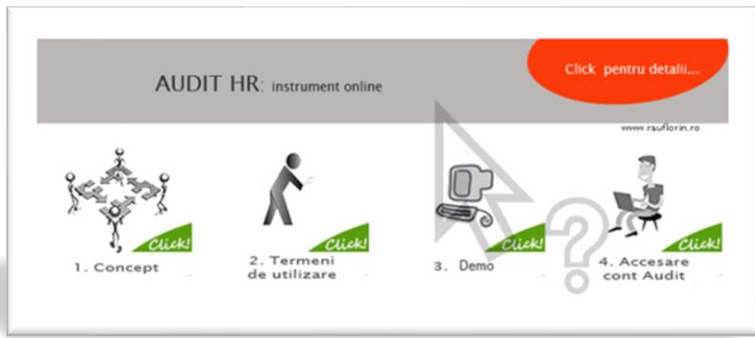 AUDIT HR: instrument online
Click pentru detalii...
www.rauflorin.ro
Click!
1. Concept
Click!
2. Termeni
de utilizare
Click!
3. Demo
Click!
4. Accesare
cont Audit